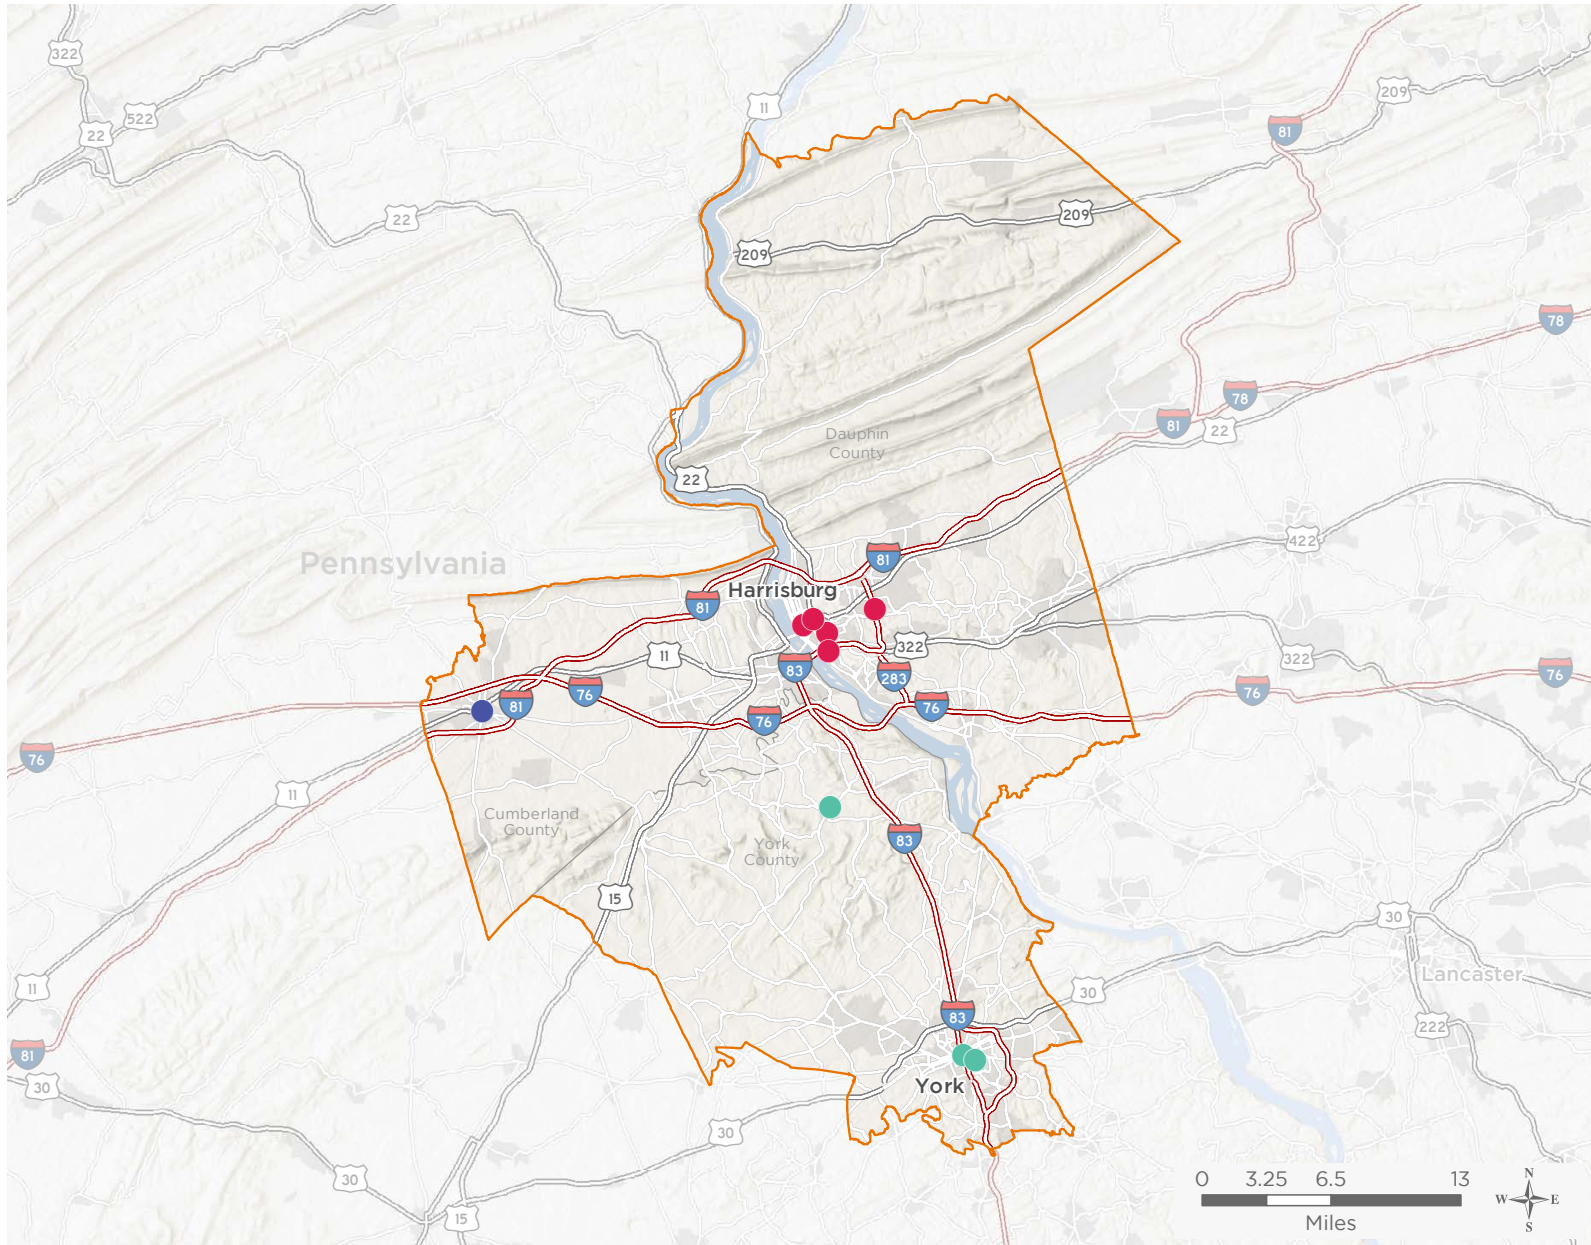 322
522
22
11
209
81
22
209
209
78
78
81
22
Dauphin
County
22
422
Pennsylvania
81
Harrisburg
81
11
322
322
83
283
76
76
81
76
76
76
76
11
Cumberland
County
York
County
83
15
30
Lancaster
11
30
83
222
81
30
York
30
30
15
0 3.25 6.5 13
Miles
N
W E
S